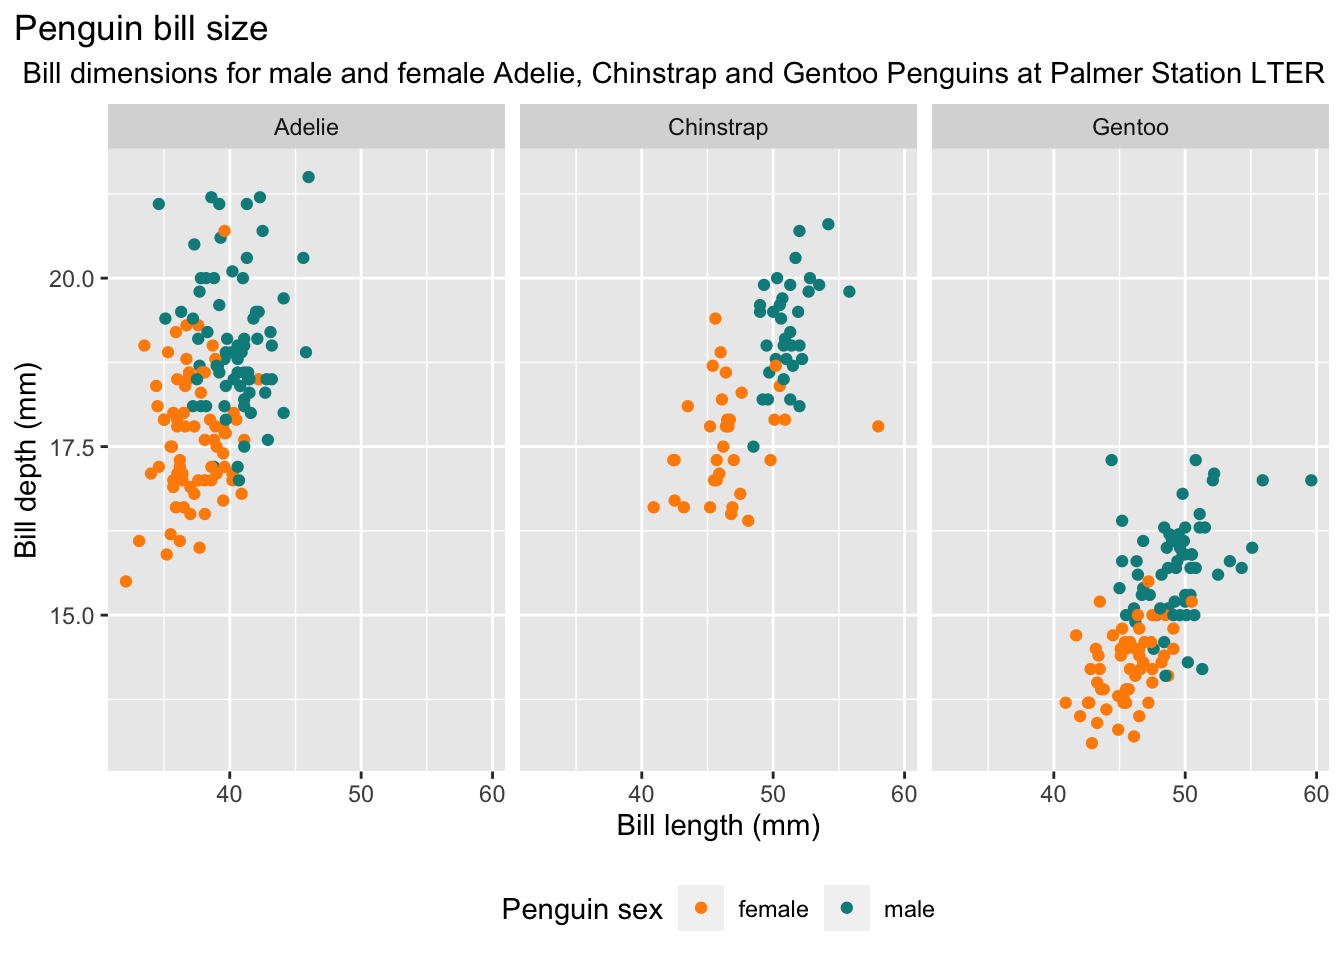 Penguin bill size
Bill dimensions for male and female Adelie, Chinstrap and Gentoo Penguins at Palmer Station LTER
Adelie Chinstrap Gentoo
Bill depth (mm)
20.0
17.5
15.0
40 50 60 40 50 60 40 50 60
Bill length (mm)
Penguin sex female male